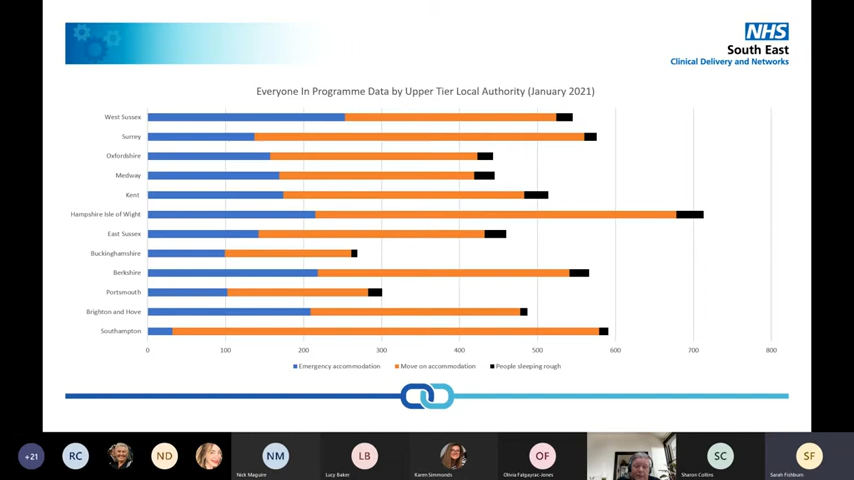 NHS
South East
Clinical Delivery and Networks
Everyone In Programme Data by Upper Tier Local Authority (January 2021)
West Sussex
Surrey
Oxfordshire
Medway
Kent
Hampshire Isle of Wight
East Sussex
Buckinghamshire
Berkshire
Portsmouth
Brighton and Hove
Southampton
0 100 200 300 400 500 600 700 800
Emergency accommodation Move on accommodation People sleeping rough
+21 RC ND NM LB OF SC SF
Nick Maguire Lucy Baker Karen Simmonds Olivia Falgayrac-Jones Sharon Collins Sarah Fishburn